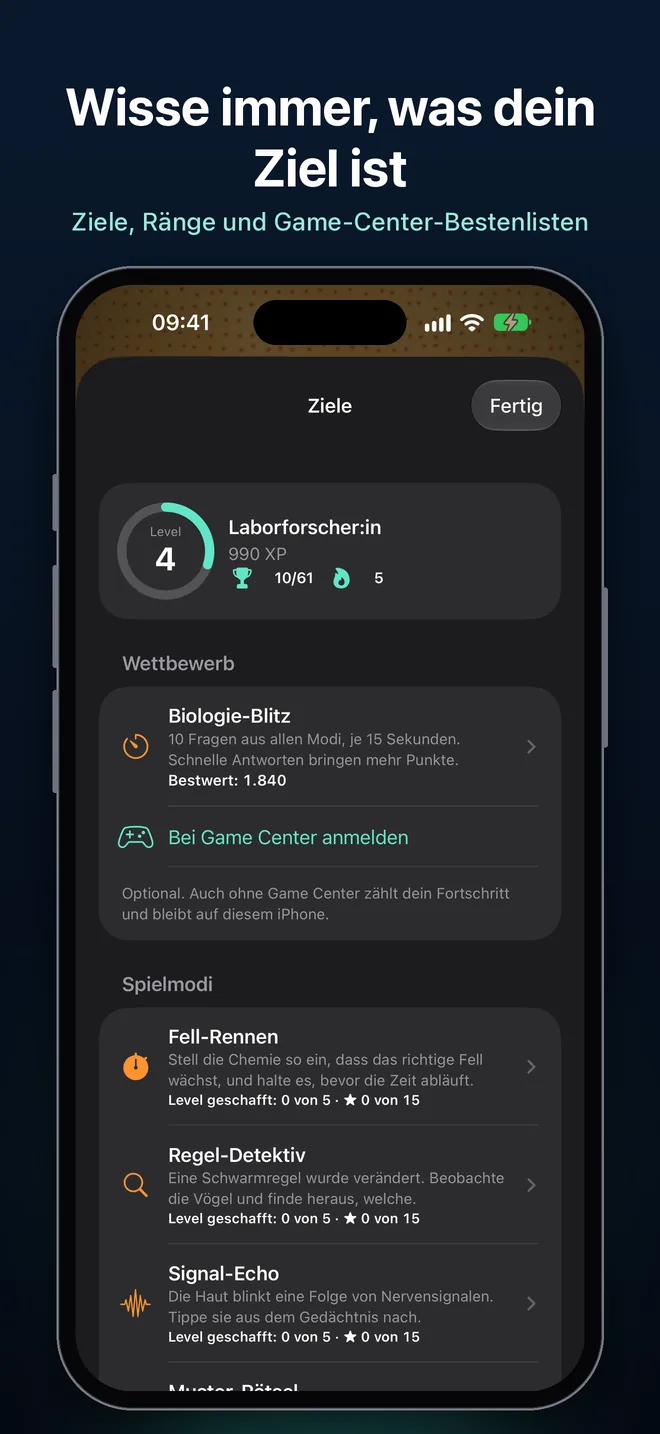 Wisse immer, was dein
Ziel ist
Ziele, Ränge und Game-Center-Bestenlisten
09:41
Ziele
Fertig
Level
4
Laborforscher:in
990 XP
10/61
5
Wettbewerb
Biologie-Blitz
10 Fragen aus allen Modi, je 15 Sekunden.
Schnelle Antworten bringen mehr Punkte.
Bestwert: 1.840
Bei Game Center anmelden
Optional. Auch ohne Game Center zählt dein Fortschritt
und bleibt auf diesem iPhone.
Spielmodi
Fell-Rennen
Stell die Chemie so ein, dass das richtige Fell
wächst, und halte es, bevor die Zeit abläuft.
Level geschafft: 0 von 5 · ★ 0 von 15
Regel-Detektiv
Eine Schwarmregel wurde verändert. Beobachte
die Vögel und finde heraus, welche.
Level geschafft: 0 von 5 · ★ 0 von 15
Signal-Echo
Die Haut blinkt eine Folge von Nervensignalen.
Tippe sie aus dem Gedächtnis nach.
Level geschafft: 0 von 5 · ★ 0 von 15
Muster-Rätsel